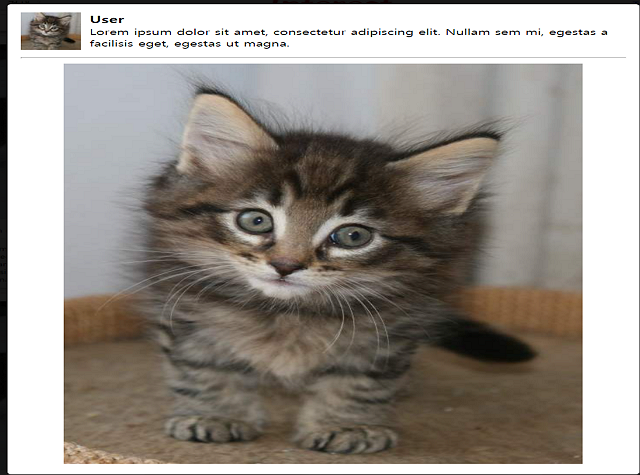 User
Lorem ipsum dolor sit amet, consectetur adipiscing elit. Nullam sem mi, egestas a
facilisis eget, egestas ut magna.